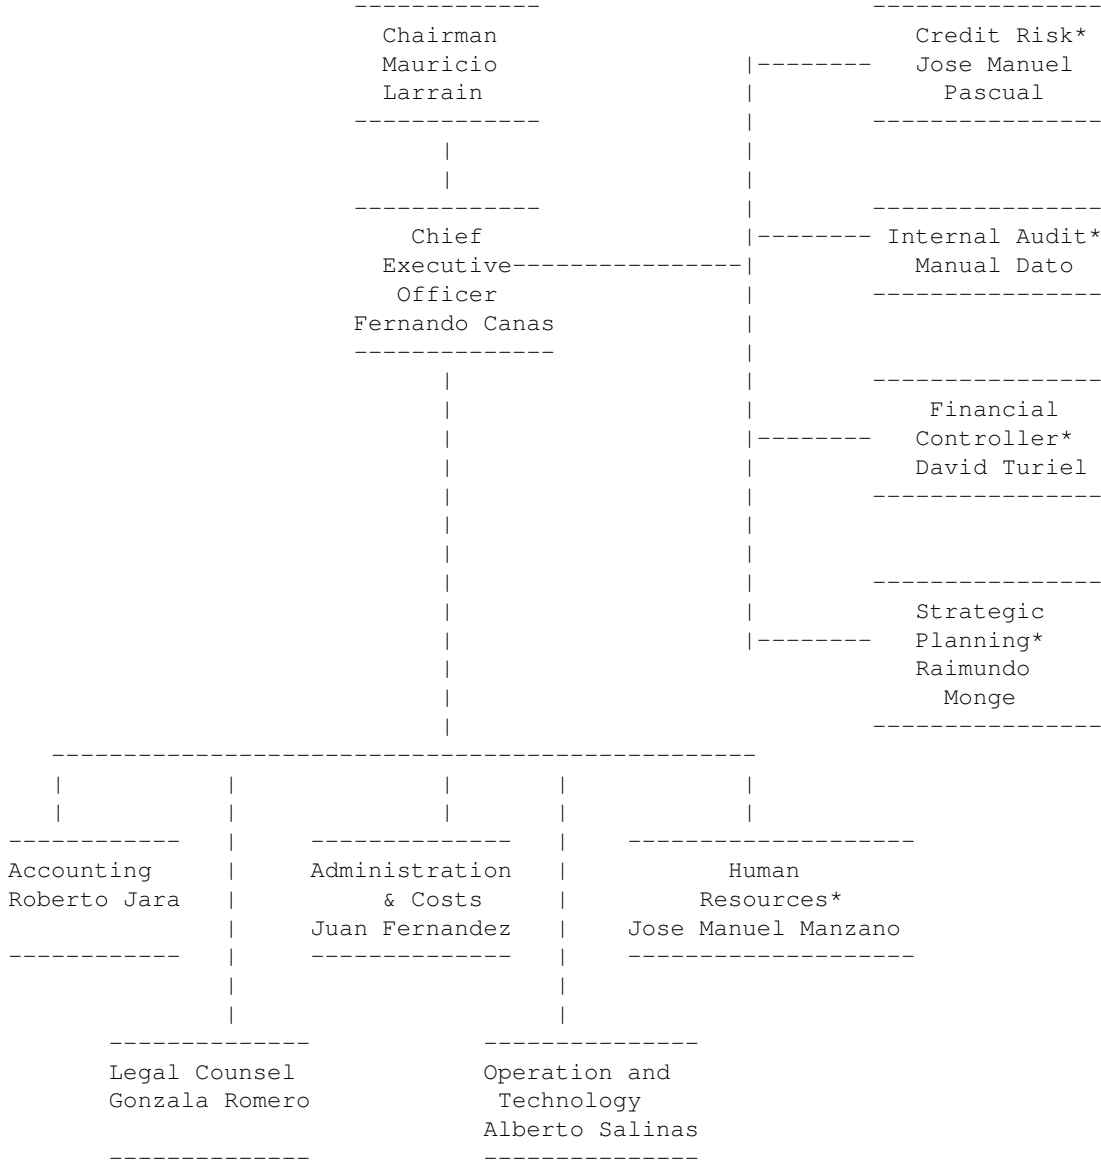 Chairman
Mauricio
Larrain
Credit Risk*
Jose Manuel
Pascual
Chief
Executive
Officer
Fernando Canas
Internal Audit*
Manual Dato
Financial
Controller*
David Turiel
Strategic
Planning*
Raimundo
Monge
Accounting
Roberto Jara
Administration
& Costs
Juan Fernandez
Human
Resources*
Jose Manuel Manzano
Legal Counsel
Gonzala Romero
Operation and
Technology
Alberto Salinas